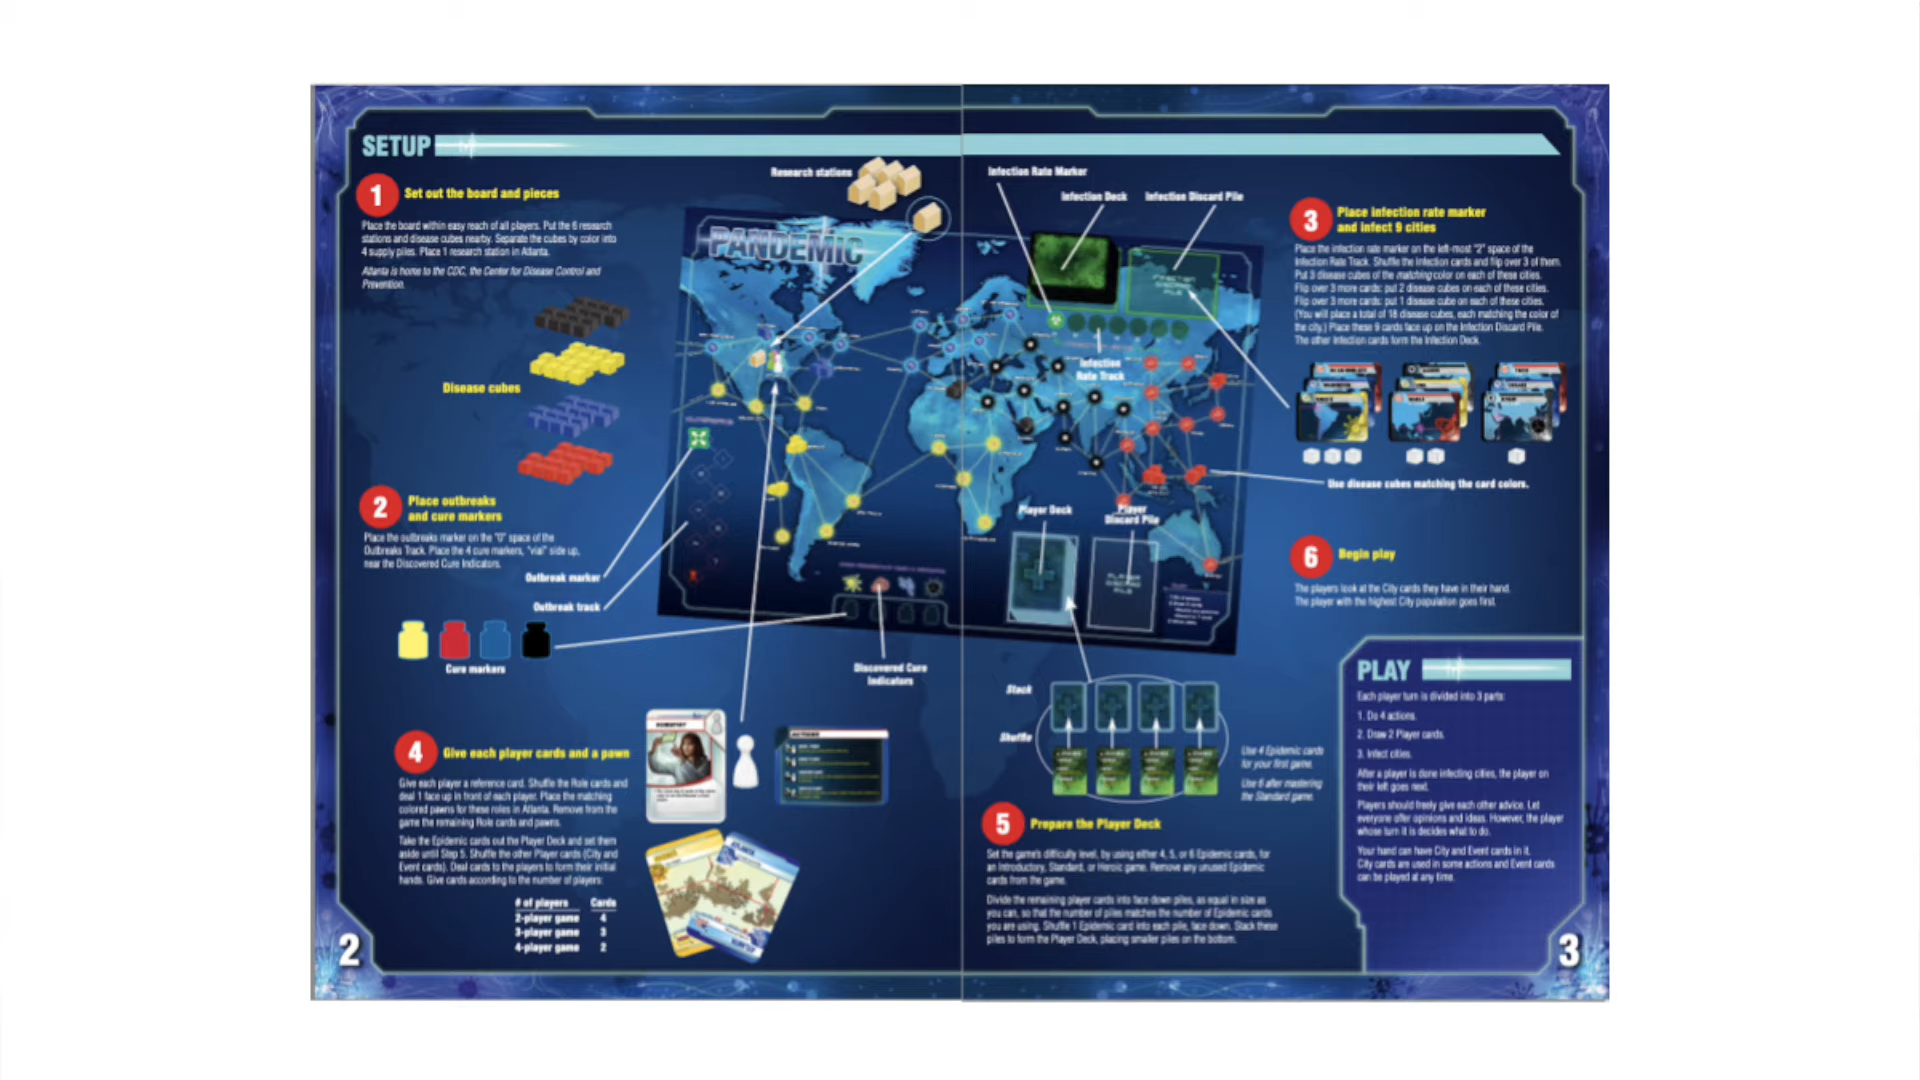 SETUP
1
Set out the board and pieces
Place the board within easy reach of all players. Put the 6 research
stations and disease cubes nearby. Separate the cubes by color into
4 supply piles. Place 1 research station in Atlanta.
Atlanta is home to the CDC, the Center for Disease Control and
Prevention.
Disease cubes
2
Place outbreaks
and cure markers
Place the outbreaks marker on the "0" space of the
Outbreaks Track. Place the 4 cure markers, "vial" side up,
near the Discovered Cure Indicators.
Outbreak marker
Outbreak track
Cure markers
Research stations
PANDEMIC
Infection Rate Marker
Infection Deck
Infection Discard Pile
Infection
Rate Track
Player Deck
Player
Discard Pile
PLAYER
DISCARD
PILE
Discovered Cure
Indicators
3
Place infection rate marker
and infect 9 cities
Place the infection rate marker on the left-most "2" space of the
Infection Rate Track. Shuffle the Infection cards and flip over 3 of them.
Put 3 disease cubes of the matching color on each of these cities.
Flip over 3 more cards: put 2 disease cubes on each of these cities.
Flip over 3 more cards: put 1 disease cube on each of these cities.
(You will place a total of 18 disease cubes, each matching the color of
the city.) Place these 9 cards face up on the Infection Discard Pile.
The other Infection cards form the Infection Deck.
Use disease cubes matching the card colors.
4
Give each player cards and a pawn
Give each player a reference card. Shuffle the Role cards and
deal 1 face up in front of each player. Place the matching
colored pawns for these roles in Atlanta. Remove from the
game the remaining Role cards and pawns.
Take the Epidemic cards out the Player Deck and set them
aside until Step 5. Shuffle the other Player cards (City and
Event cards). Deal cards to the players to form their initial
hands. Give cards according to the number of players:
# of players Cards
2-player game 4
3-player game 3
4-player game 2
Stack
Shuffle
Use 4 Epidemic cards
for your first game.
Use 6 after mastering
the Standard game.
5
Prepare the Player Deck
Set the game's difficulty level, by using either 4, 5, or 6 Epidemic cards, for
an Introductory, Standard, or Heroic game. Remove any unused Epidemic
cards from the game.
Divide the remaining player cards into face down piles, as equal in size as
you can, so that the number of piles matches the number of Epidemic cards
you are using. Shuffle 1 Epidemic card into each pile, face down. Stack these
piles to form the Player Deck, placing smaller piles on the bottom.
6
Begin play
The players look at the City cards they have in their hand.
The player with the highest City population goes first.
PLAY
Each player turn is divided into 3 parts:
1. Do 4 actions.
2. Draw 2 Player cards.
3. Infect cities.
After a player is done infecting cities, the player on
their left goes next.
Players should freely give each other advice. Let
everyone offer opinions and ideas. However, the player
whose turn it is decides what to do.
Your hand can have City and Event cards in it.
City cards are used in some actions and Event cards
can be played at any time.
2
3